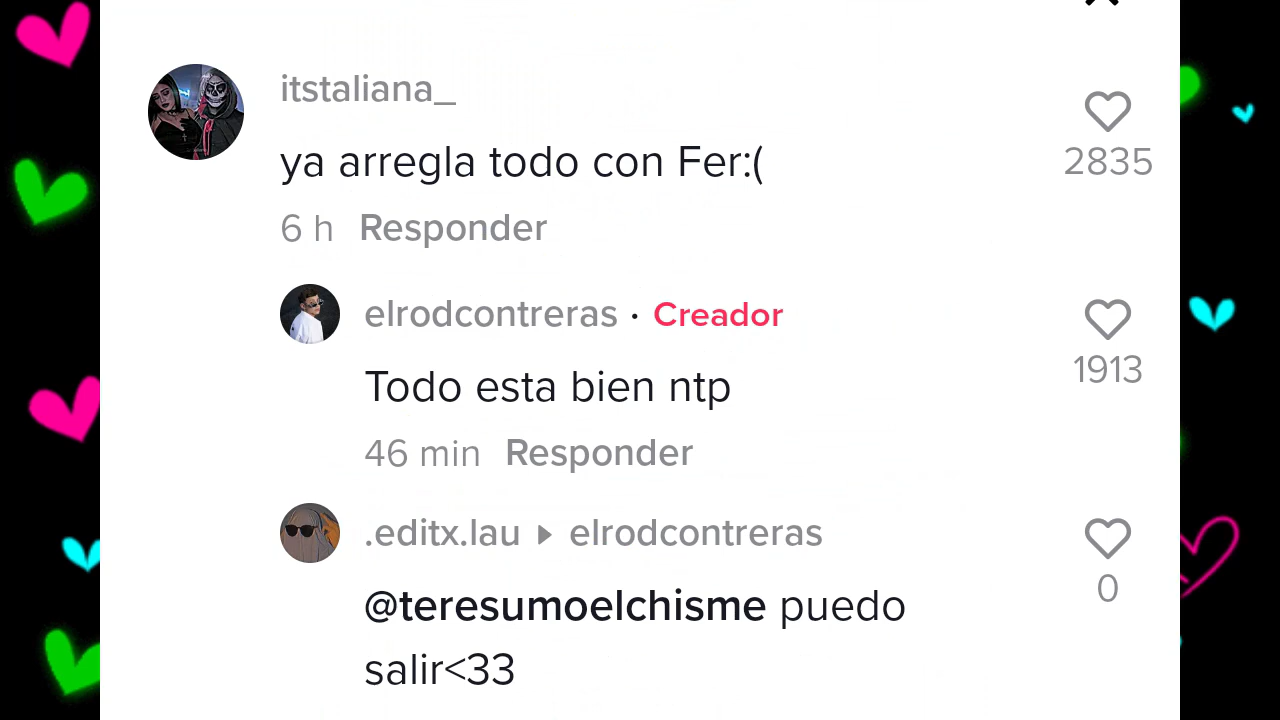 itstaliana_
ya arregla todo con Fer:(
2835
6 h Responder
elrodcontreras · Creador
Todo esta bien ntp
1913
46 min Responder
.editx.lau ▸ elrodcontreras
@teresumoelchisme puedo
salir<33
0